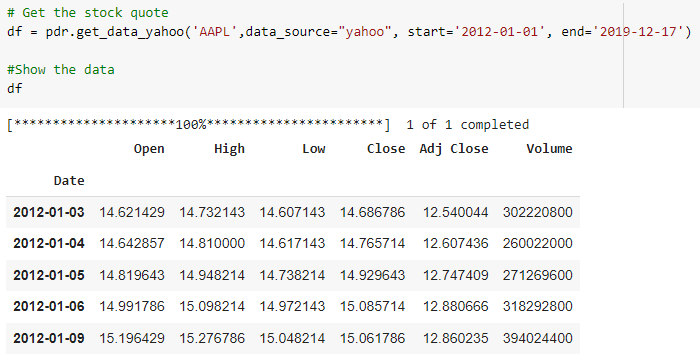 # Get the stock quote
df = pdr.get_data_yahoo('AAPL',data_source="yahoo", start='2012-01-01', end='2019-12-17')
#Show the data
df
[**********************100%***********************] 1 of 1 completed
Open High Low Close Adj Close Volume
Date
2012-01-03 14.621429 14.732143 14.607143 14.686786 12.540044 302220800
2012-01-04 14.642857 14.810000 14.617143 14.765714 12.607436 260022000
2012-01-05 14.819643 14.948214 14.738214 14.929643 12.747409 271269600
2012-01-06 14.991786 15.098214 14.972143 15.085714 12.880666 318292800
2012-01-09 15.196429 15.276786 15.048214 15.061786 12.860235 394024400